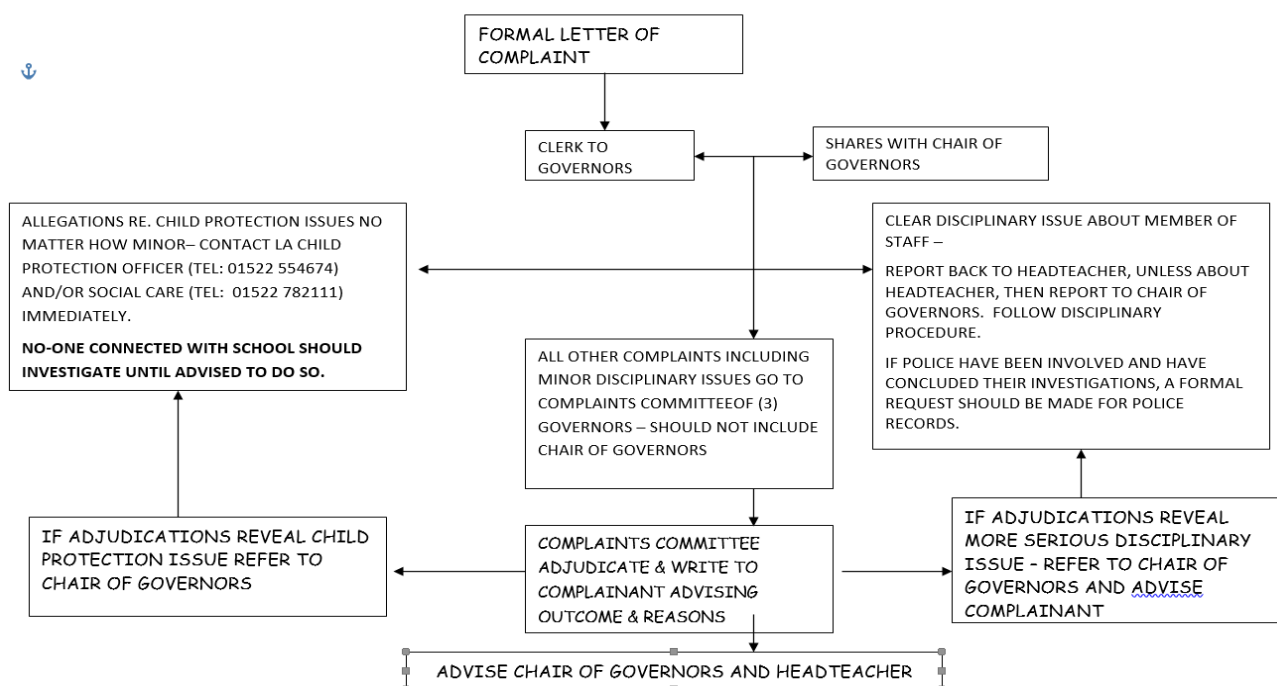 FORMAL LETTER OF
COMPLAINT
CLERK TO
GOVERNORS
SHARES WITH CHAIR OF
GOVERNORS
ALLEGATIONS RE. CHILD PROTECTION ISSUES NO
MATTER HOW MINOR– CONTACT LA CHILD
PROTECTION OFFICER (TEL: 01522 554674)
AND/OR SOCIAL CARE (TEL:  01522 782111)
IMMEDIATELY.
NO-ONE CONNECTED WITH SCHOOL SHOULD
INVESTIGATE UNTIL ADVISED TO DO SO.
CLEAR DISCIPLINARY ISSUE ABOUT MEMBER OF
STAFF –
REPORT BACK TO HEADTEACHER, UNLESS ABOUT
HEADTEACHER, THEN REPORT TO CHAIR OF
GOVERNORS.  FOLLOW DISCIPLINARY
PROCEDURE.
IF POLICE HAVE BEEN INVOLVED AND HAVE
CONCLUDED THEIR INVESTIGATIONS, A FORMAL
REQUEST SHOULD BE MADE FOR POLICE
RECORDS.
ALL OTHER COMPLAINTS INCLUDING
MINOR DISCIPLINARY ISSUES GO TO
COMPLAINTS COMMITTEEOF (3)
GOVERNORS – SHOULD NOT INCLUDE
CHAIR OF GOVERNORS
IF ADJUDICATIONS REVEAL CHILD
PROTECTION ISSUE REFER TO
CHAIR OF GOVERNORS
COMPLAINTS COMMITTEE
ADJUDICATE & WRITE TO
COMPLAINANT ADVISING
OUTCOME & REASONS
IF ADJUDICATIONS REVEAL
MORE SERIOUS DISCIPLINARY
ISSUE – REFER TO CHAIR OF
GOVERNORS AND ADVISE
COMPLAINANT
ADVISE CHAIR OF GOVERNORS AND HEADTEACHER